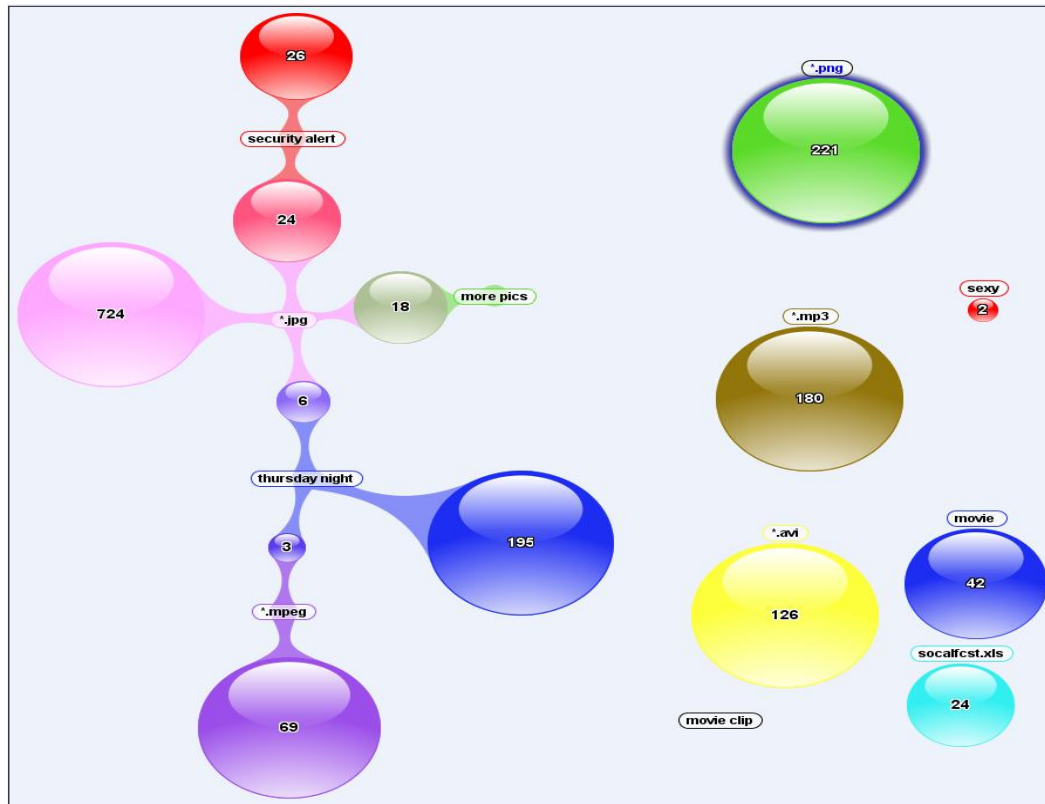 26
security alert
24
724
*.jpg
18
more pics
6
thursday night
3
195
*.mpeg
69
*.png
221
sexy
2
*.mp3
180
*.avi
126
movie
42
socalfcst.xls
24
movie clip